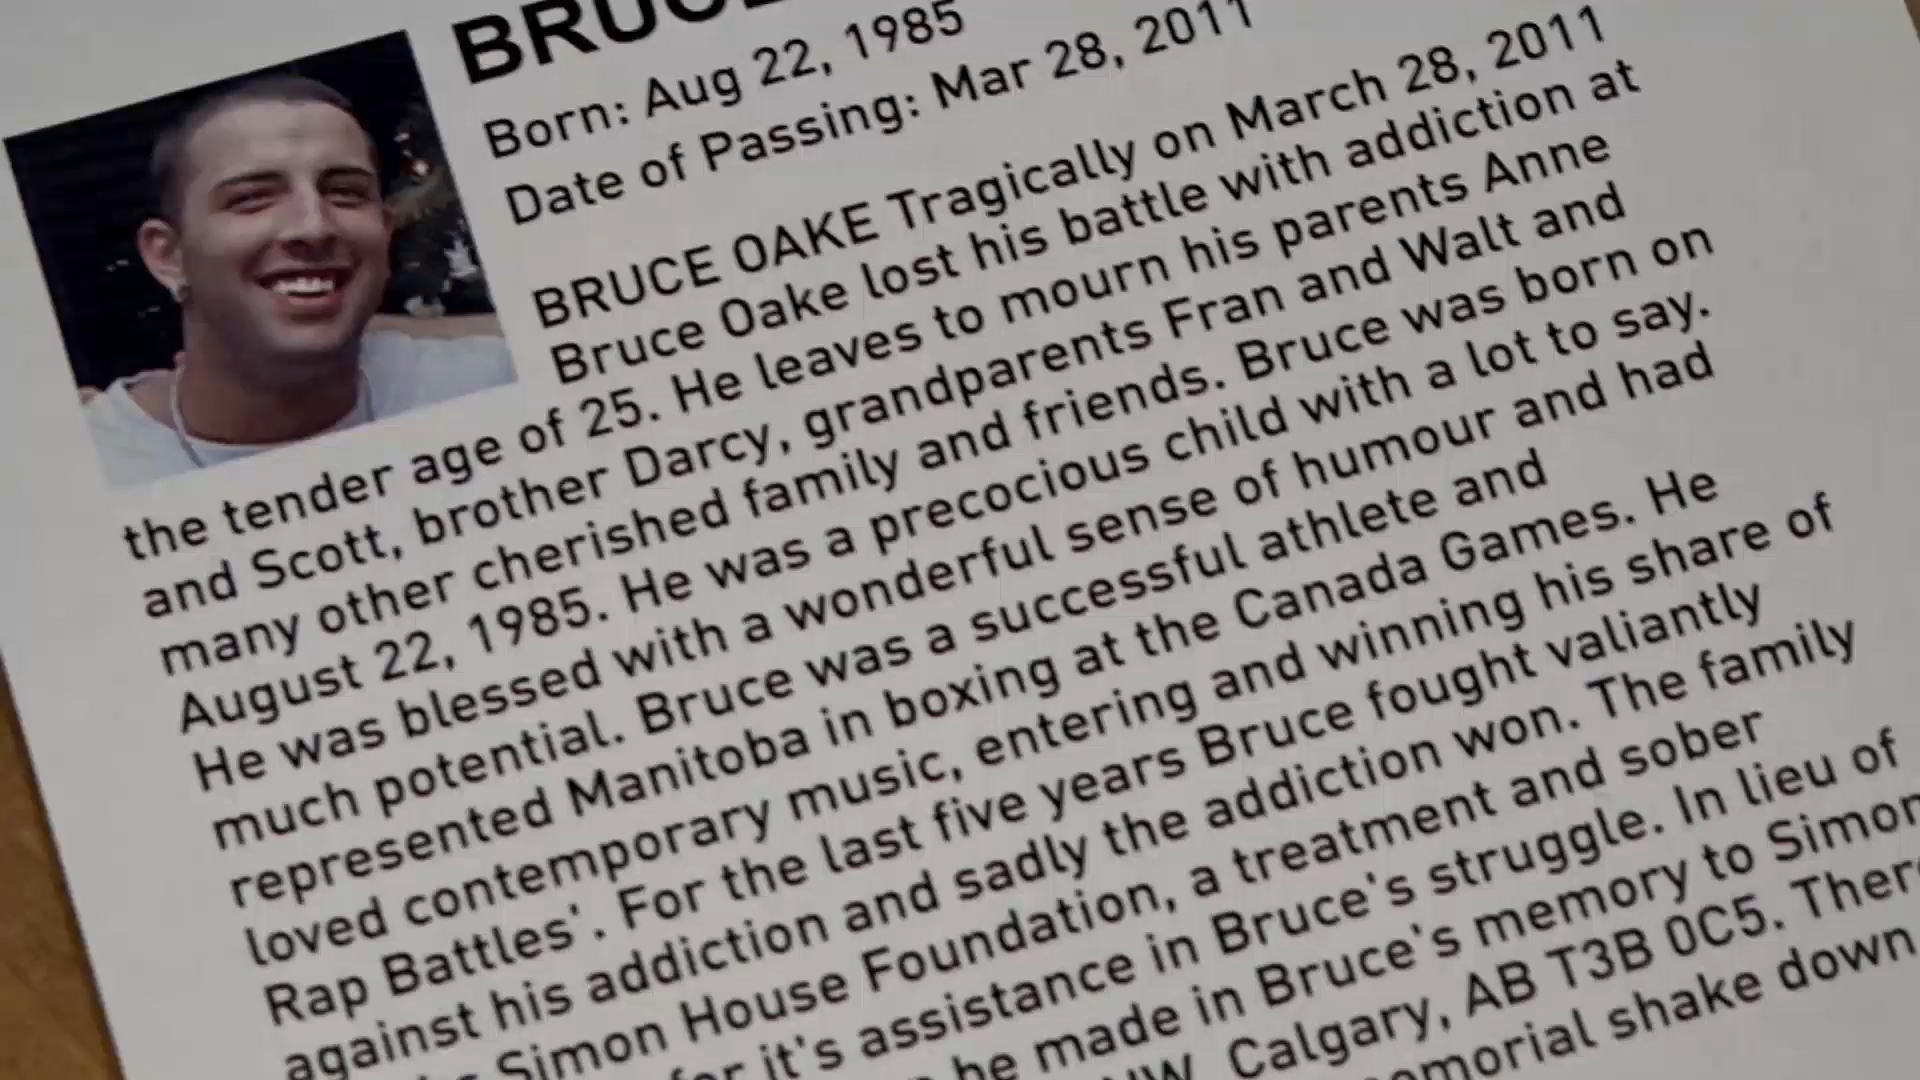 BRUCE
Born: Aug 22, 1985
Date of Passing: Mar 28, 2011
BRUCE OAKE Tragically on March 28, 2011
Bruce Oake lost his battle with addiction at
the tender age of 25. He leaves to mourn his parents Anne
and Scott, brother Darcy, grandparents Fran and Walt and
many other cherished family and friends. Bruce was born on
August 22, 1985. He was a precocious child with a lot to say.
He was blessed with a wonderful sense of humour and had
much potential. Bruce was a successful athlete and
represented Manitoba in boxing at the Canada Games. He
loved contemporary music, entering and winning his share of
Rap Battles'. For the last five years Bruce fought valiantly
against his addiction and sadly the addiction won. The family
Simon House Foundation, a treatment and sober
for it's assistance in Bruce's struggle. In lieu of
be made in Bruce's memory to Simon
NW Calgary, AB T3B 0C5. There
memorial shake down